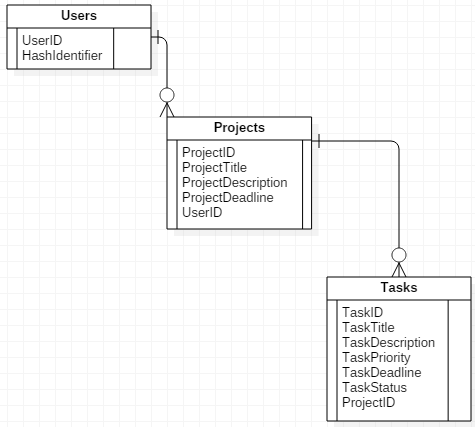 Users
UserID
HashIdentifier
Projects
ProjectID
ProjectTitle
ProjectDescription
ProjectDeadline
UserID
Tasks
TaskID
TaskTitle
TaskDescription
TaskPriority
TaskDeadline
TaskStatus
ProjectID